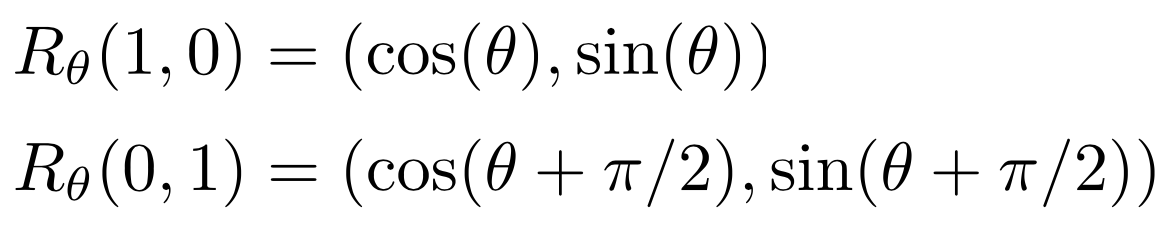 R_θ(1, 0) = (cos(θ), sin(θ))
R_θ(0, 1) = (cos(θ + π/2), sin(θ + π/2))